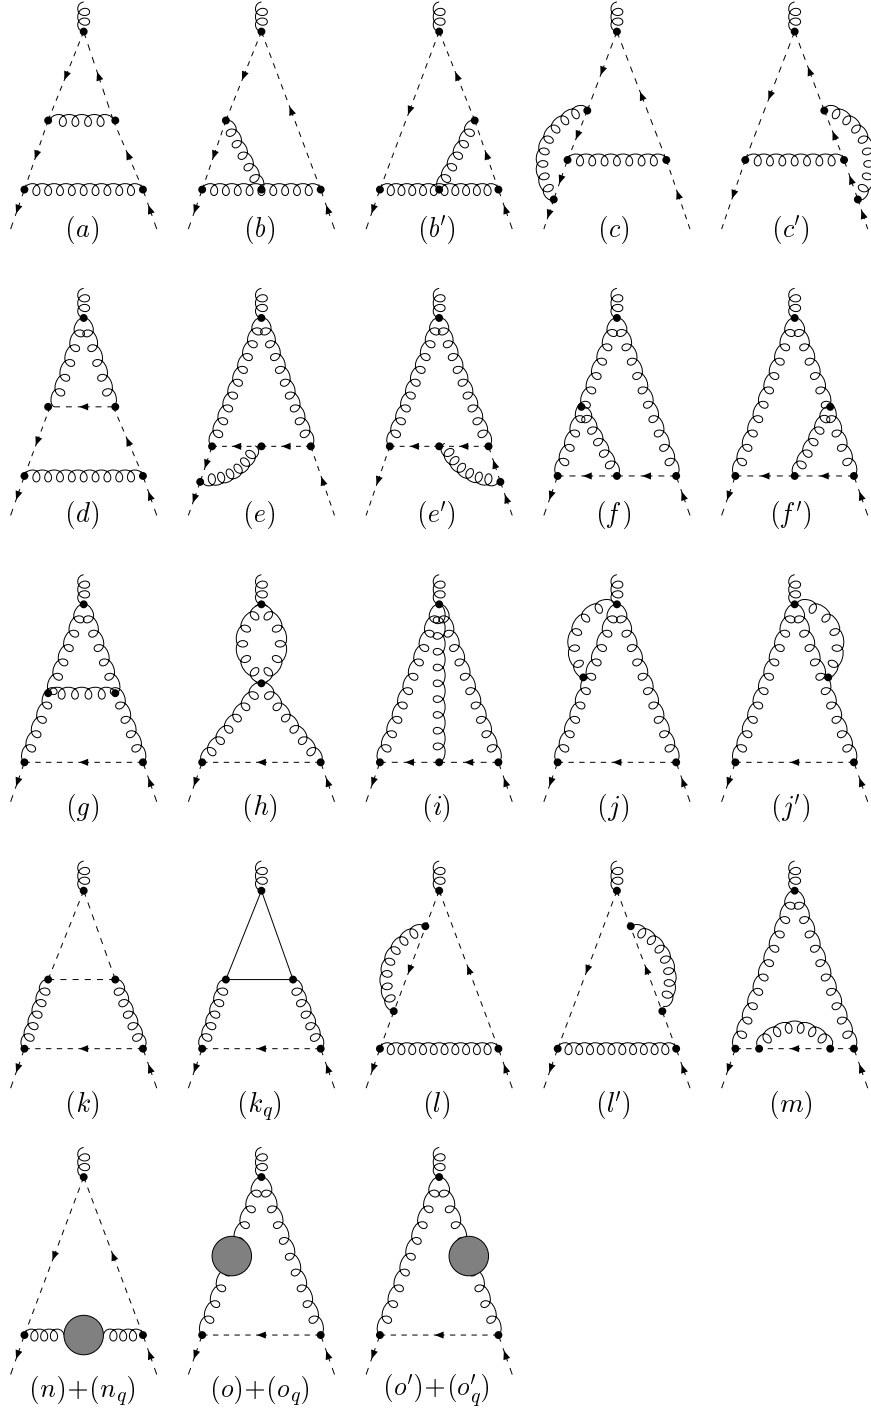 (a) (b) (b′) (c) (c′)
(d) (e) (e′) (f) (f′)
(g) (h) (i) (j) (j′)
(k) (k_q) (l) (l′) (m)
(n)+(n_q) (o)+(o_q) (o′)+(o′_q)